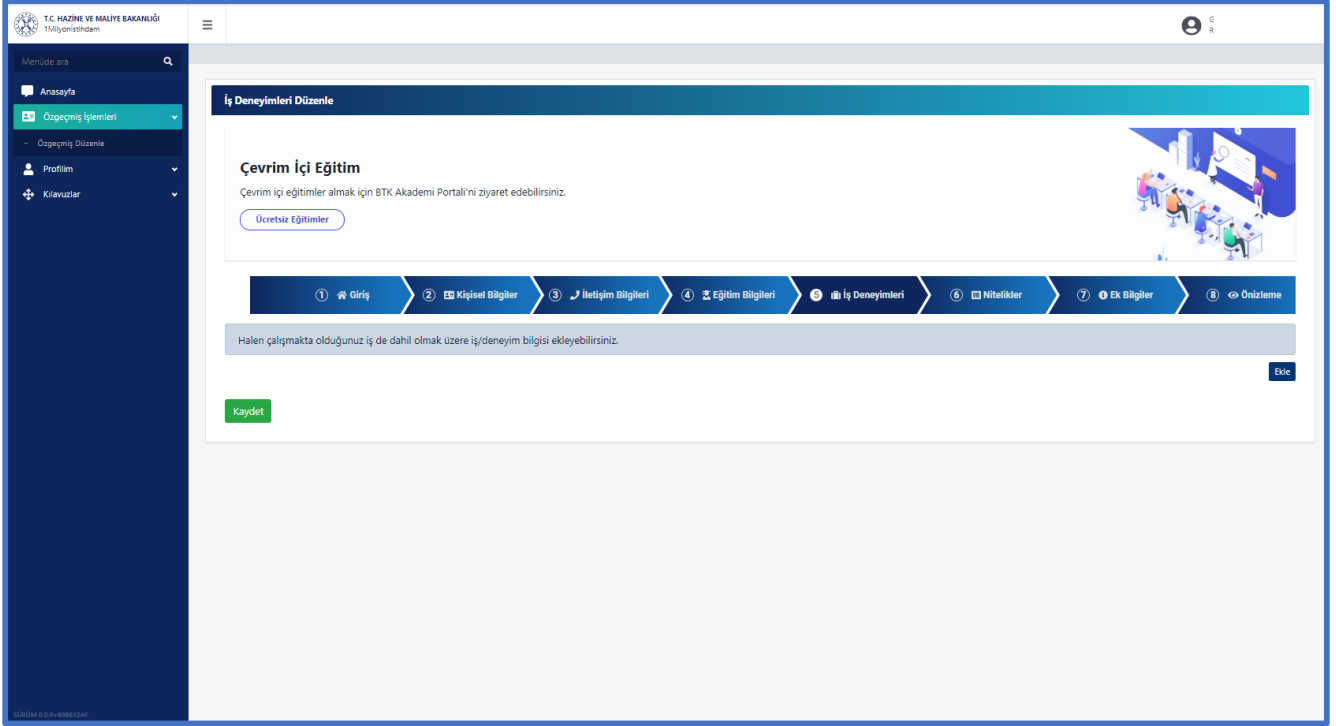 T.C. HAZİNE VE MALİYE BAKANLIĞI
1Milyonistihdam
G
R
Menüde ara
Anasayfa
Özgeçmiş İşlemleri
- Özgeçmiş Düzenle
Profilim
Kılavuzlar
İş Deneyimleri Düzenle
Çevrim İçi Eğitim
Çevrim içi eğitimler almak için BTK Akademi Portali'ni ziyaret edebilirsiniz.
Ücretsiz Eğitimler
1 Giriş 2 Kişisel Bilgiler 3 İletişim Bilgileri 4 Eğitim Bilgileri 5 İş Deneyimleri 6 Nitelikler 7 Ek Bilgiler 8 Önizleme
Halen çalışmakta olduğunuz iş de dahil olmak üzere iş/deneyim bilgisi ekleyebilirsiniz.
Ekle
Kaydet
SÜRÜM